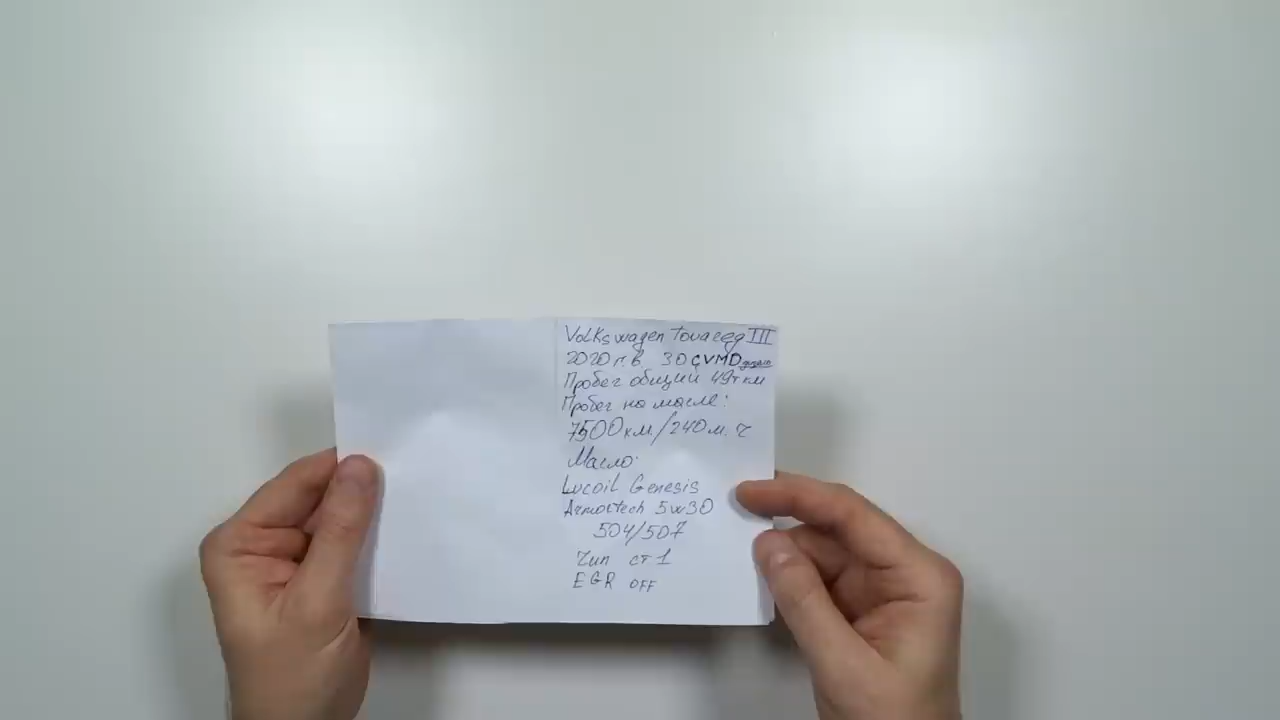 Volkswagen Touareg III
2020 г.в. 3.0 CVMD дизель
Пробег общий 49т км
Пробег на масле:
7500 км./240 м.ч
Масло:
Lucoil Genesis
Armortech 5w30
504/507
Чип ст 1
EGR OFF